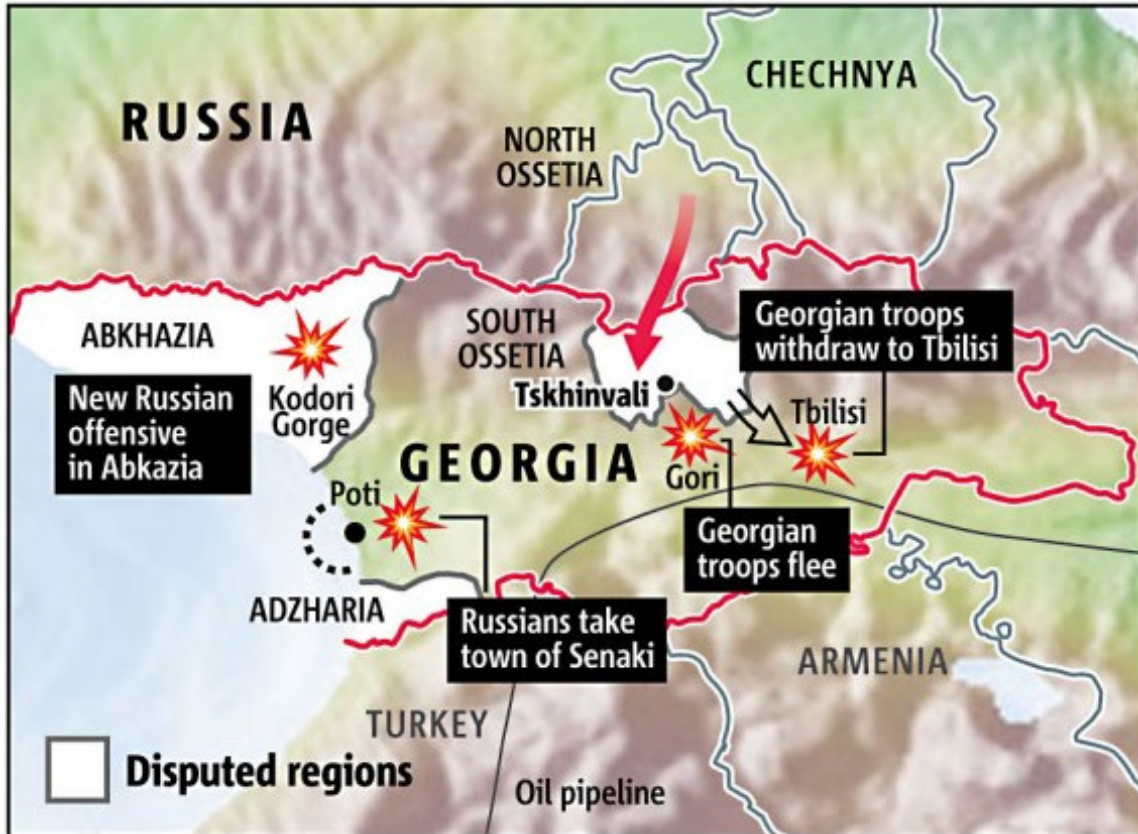 CHECHNYA
RUSSIA
NORTH
OSSETIA
ABKHAZIA
SOUTH
OSSETIA
Georgian troops
withdraw to Tbilisi
New Russian
offensive
in Abkazia
Kodori
Gorge
Tskhinvali
Tbilisi
GEORGIA
Gori
Poti
Georgian
troops flee
ADZHARIA
Russians take
town of Senaki
ARMENIA
TURKEY
Disputed regions
Oil pipeline